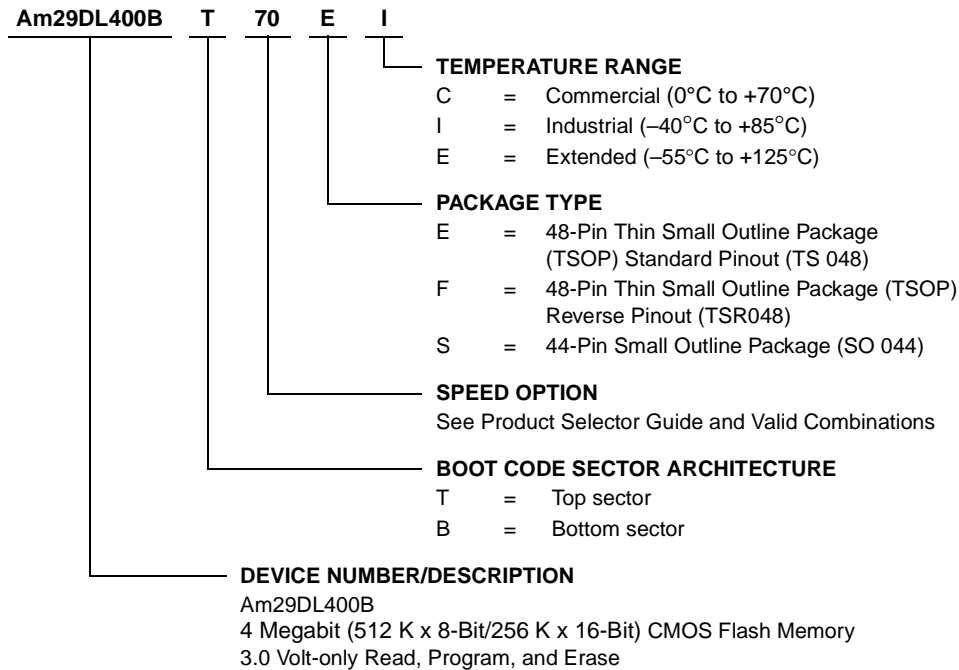 Am29DL400B T 70 E I
TEMPERATURE RANGE
C = Commercial (0°C to +70°C)
I = Industrial (–40°C to +85°C)
E = Extended (–55°C to +125°C)
PACKAGE TYPE
E = 48-Pin Thin Small Outline Package
(TSOP) Standard Pinout (TS 048)
F = 48-Pin Thin Small Outline Package (TSOP)
Reverse Pinout (TSR048)
S = 44-Pin Small Outline Package (SO 044)
SPEED OPTION
See Product Selector Guide and Valid Combinations
BOOT CODE SECTOR ARCHITECTURE
T = Top sector
B = Bottom sector
DEVICE NUMBER/DESCRIPTION
Am29DL400B
4 Megabit (512 K x 8-Bit/256 K x 16-Bit) CMOS Flash Memory
3.0 Volt-only Read, Program, and Erase